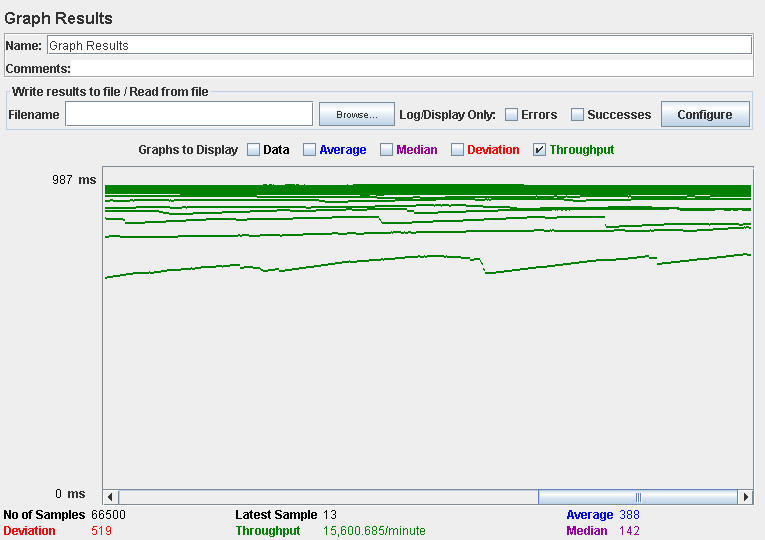 Graph Results
Name: Graph Results
Comments:
Write results to file / Read from file
Filename Browse... Log/Display Only: Errors Successes Configure
Graphs to Display Data Average Median Deviation Throughput
987 ms
0 ms
No of Samples 66500 Latest Sample 13 Average 388
Deviation 519 Throughput 15,600.685/minute Median 142